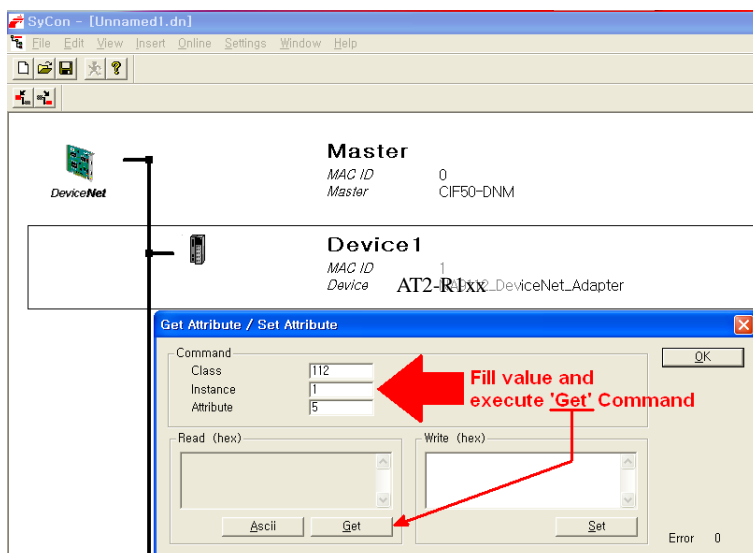 SyCon - [Unnamed1.dn]
File Edit View Insert Online Settings Window Help
Master
MAC ID 0
Master CIF50-DNM
DeviceNet
Device1
MAC ID 1
Device AT2-R1xx_DeviceNet_Adapter
Get Attribute / Set Attribute
Command
OK
Class 112
Instance 1
Attribute 5
Fill value and
execute 'Get' Command
Read (hex)
Write (hex)
Ascii Get Set
Error 0